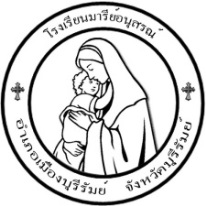 โรงเรียนมารีย์อนุสรณ์
อำเภอเมืองบุรีรัมย์ จังหวัดบุรีรัมย์